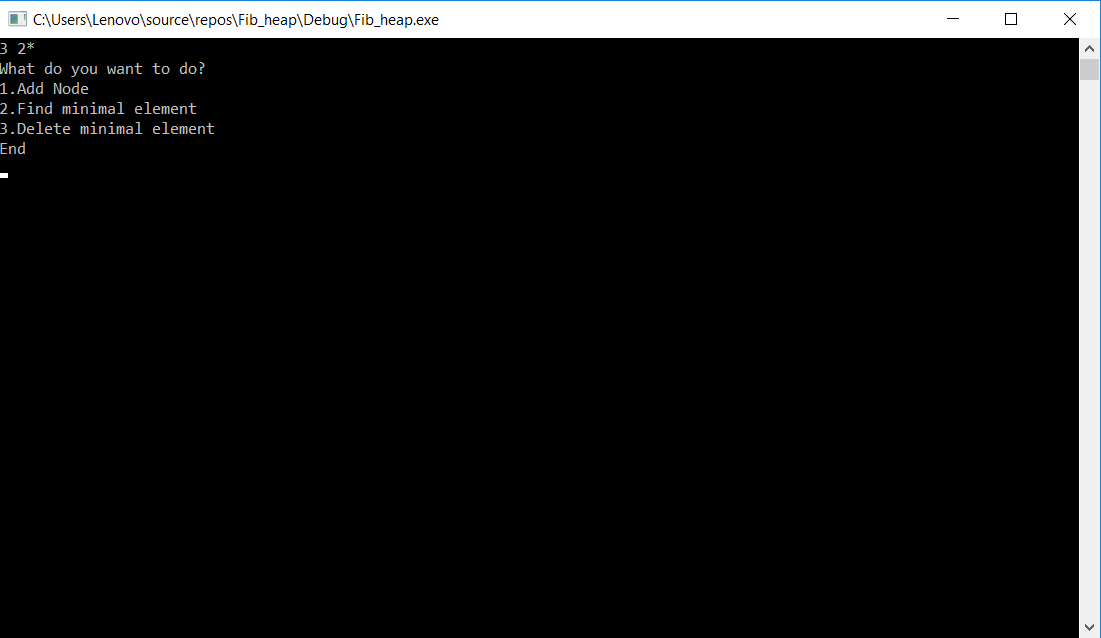 C:\Users\Lenovo\source\repos\Fib_heap\Debug\Fib_heap.exe
3 2*
What do you want to do?
1.Add Node
2.Find minimal element
3.Delete minimal element
End